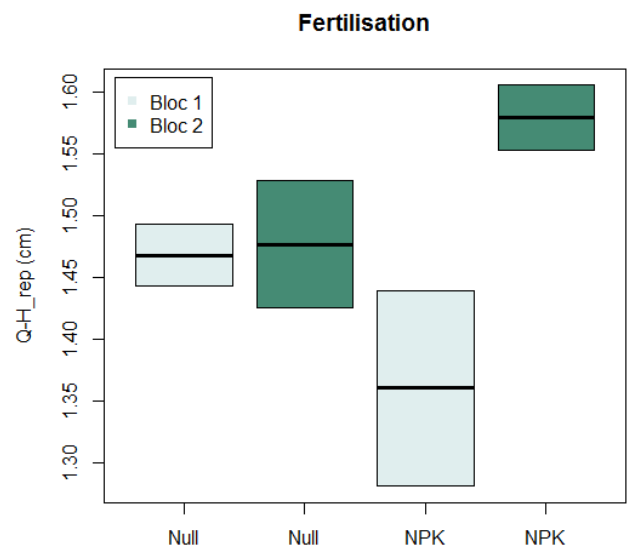 Fertilisation
Bloc 1
Bloc 2
Q-H_rep (cm)
1.60
1.55
1.50
1.45
1.40
1.35
1.30
Null
Null
NPK
NPK